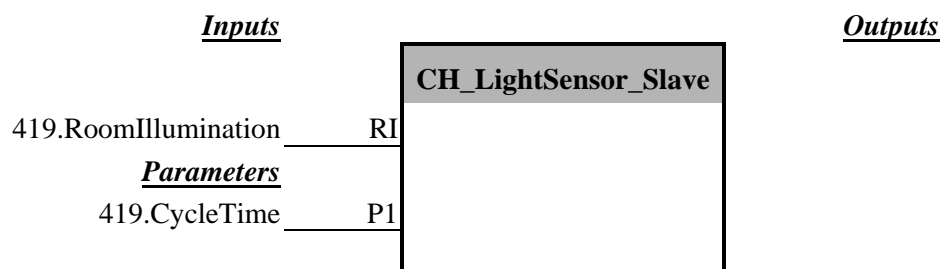 Inputs Outputs
CH_LightSensor_Slave
419.RoomIllumination RI
Parameters
419.CycleTime P1